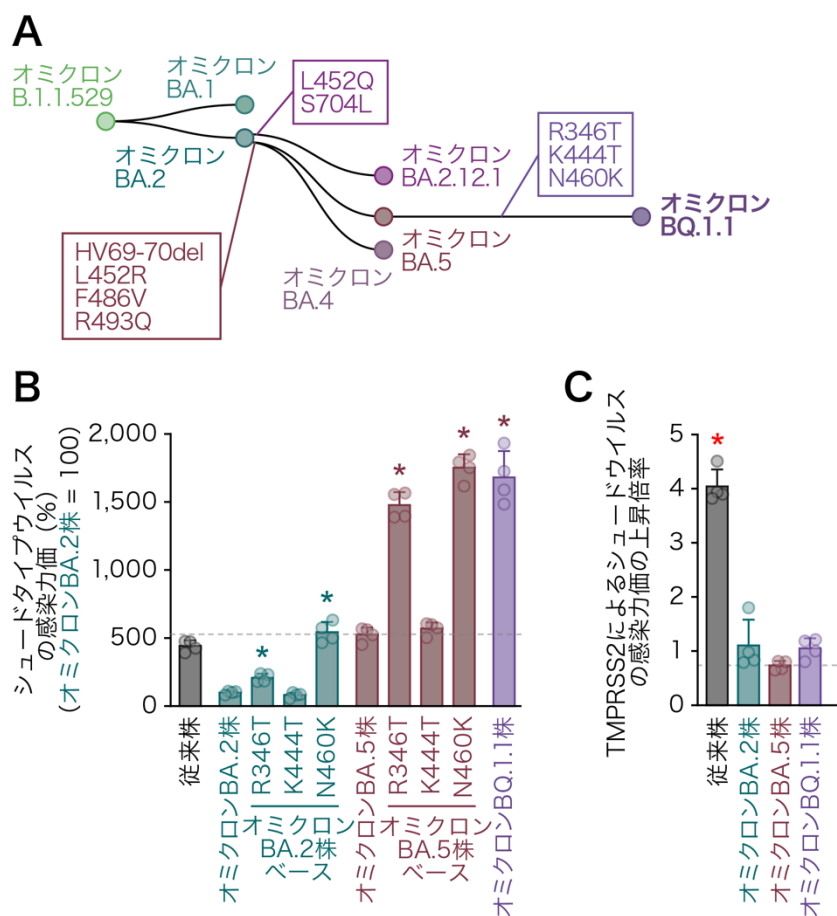 A
オミクロン
B.1.1.529
オミクロン
BA.1
オミクロン
BA.2
L452Q
S704L
オミクロン
BA.2.12.1
R346T
K444T
N460K
オミクロン
BQ.1.1
オミクロン
BA.5
オミクロン
BA.4
HV69-70del
L452R
F486V
R493Q
B
シュードタイプウィルス
の感染力価（%）
（オミクロンBA.2株 = 100）
2,000
1,500
1,000
500
0
*
*
*
*
*
従来株
オミクロンBA.2株
R346T
K444T
N460K
オミクロン
BA.2株
ベース
オミクロンBA.5株
R346T
K444T
N460K
オミクロン
BA.5株
ベース
オミクロンBQ.1.1株
C
TMPRSS2によるシュードウイルス
の感染力価の上昇倍率
5
4
3
2
1
0
*
従来株
オミクロンBA.2株
オミクロンBA.5株
オミクロンBQ.1.1株